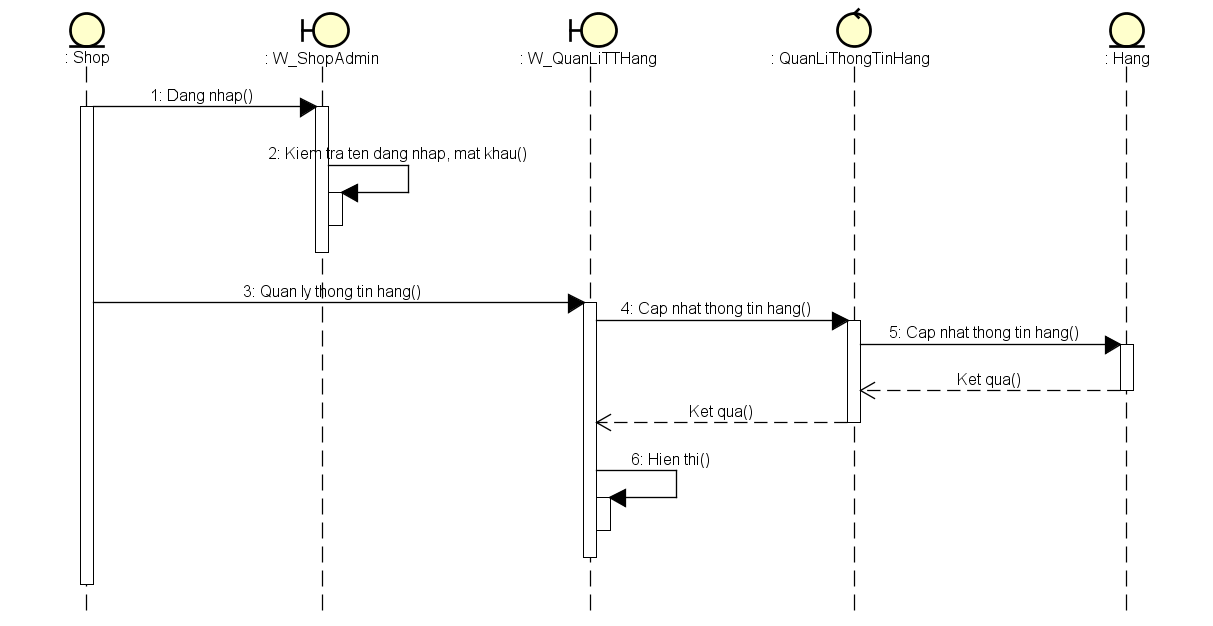 : Shop
: W_ShopAdmin
: W_QuanLiTTHang
: QuanLiThongTinHang
: Hang
1: Dang nhap()
2: Kiem tra ten dang nhap, mat khau()
3: Quan ly thong tin hang()
4: Cap nhat thong tin hang()
5: Cap nhat thong tin hang()
Ket qua()
Ket qua()
6: Hien thi()